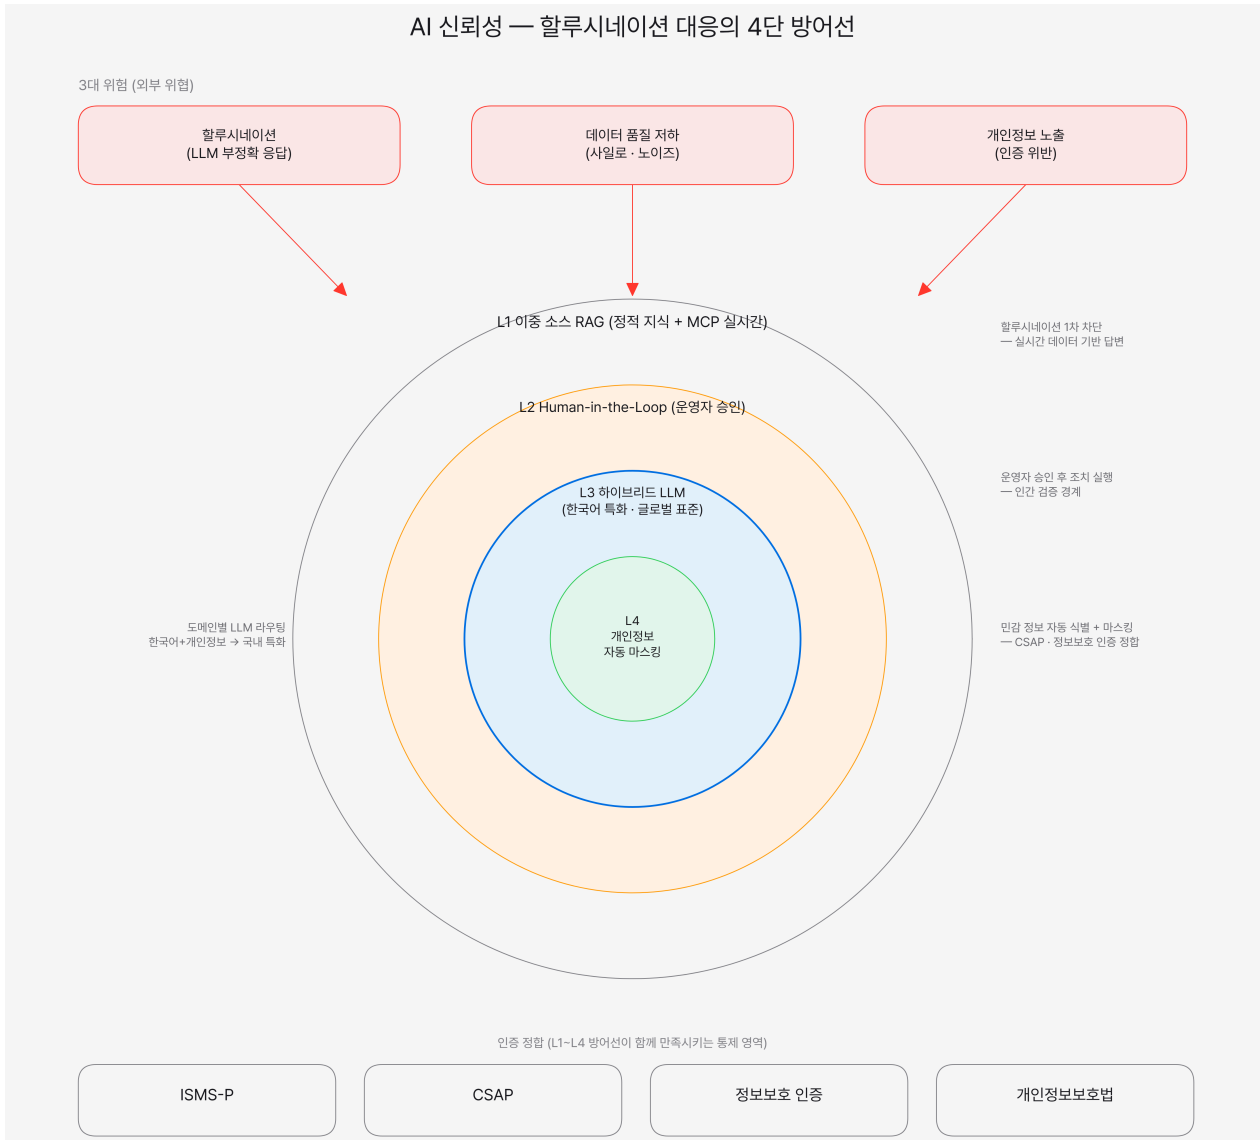 AI 신뢰성 — 할루시네이션 대응의 4단 방어선
3대 위험 (외부 위협)
할루시네이션
(LLM 부정확 응답)
데이터 품질 저하
(사일로 · 노이즈)
개인정보 노출
(인증 위반)
L1 이중 소스 RAG (정적 지식 + MCP 실시간)
할루시네이션 1차 차단
— 실시간 데이터 기반 답변
L2 Human-in-the-Loop (운영자 승인)
운영자 승인 후 조치 실행
— 인간 검증 경계
L3 하이브리드 LLM
(한국어 특화 · 글로벌 표준)
도메인별 LLM 라우팅
한국어+개인정보 → 국내 특화
L4
개인정보
자동 마스킹
민감 정보 자동 식별 + 마스킹
— CSAP · 정보보호 인증 정합
인증 정합 (L1~L4 방어선이 함께 만족시키는 통제 영역)
ISMS-P
CSAP
정보보호 인증
개인정보보호법